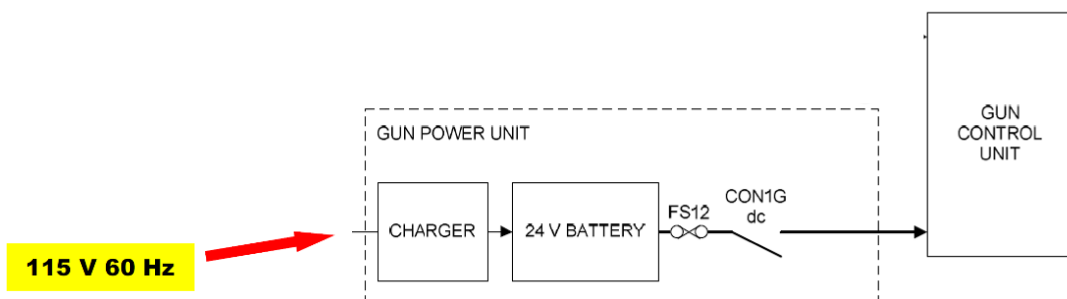 GUN POWER UNIT
CHARGER
24 V BATTERY
FS12
CON1G
dc
GUN
CONTROL
UNIT
115 V 60 Hz